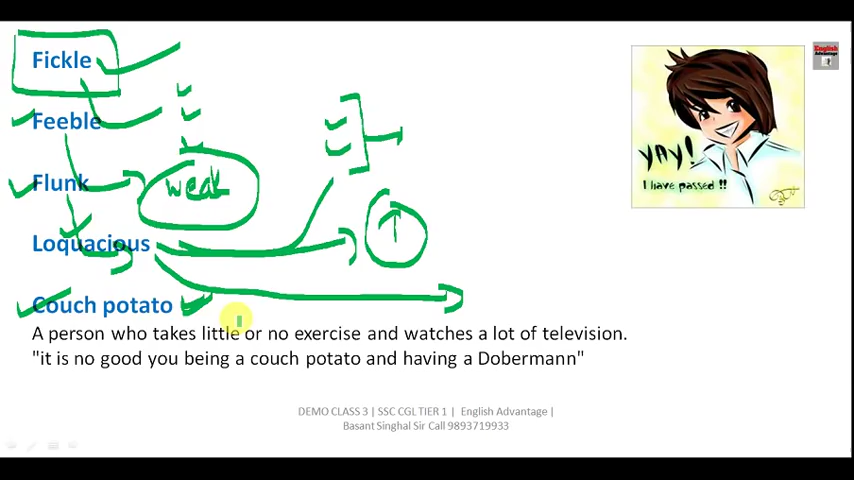 Fickle
Feeble
Flunk
weak
Loquacious
Couch potato
A person who takes little or no exercise and watches a lot of television.
"it is no good you being a couch potato and having a Dobermann"
YAY!
I have passed !!
English
Advantage
DEMO CLASS 3 | SSC CGL TIER 1 | English Advantage |
Basant Singhal Sir Call 9893719933